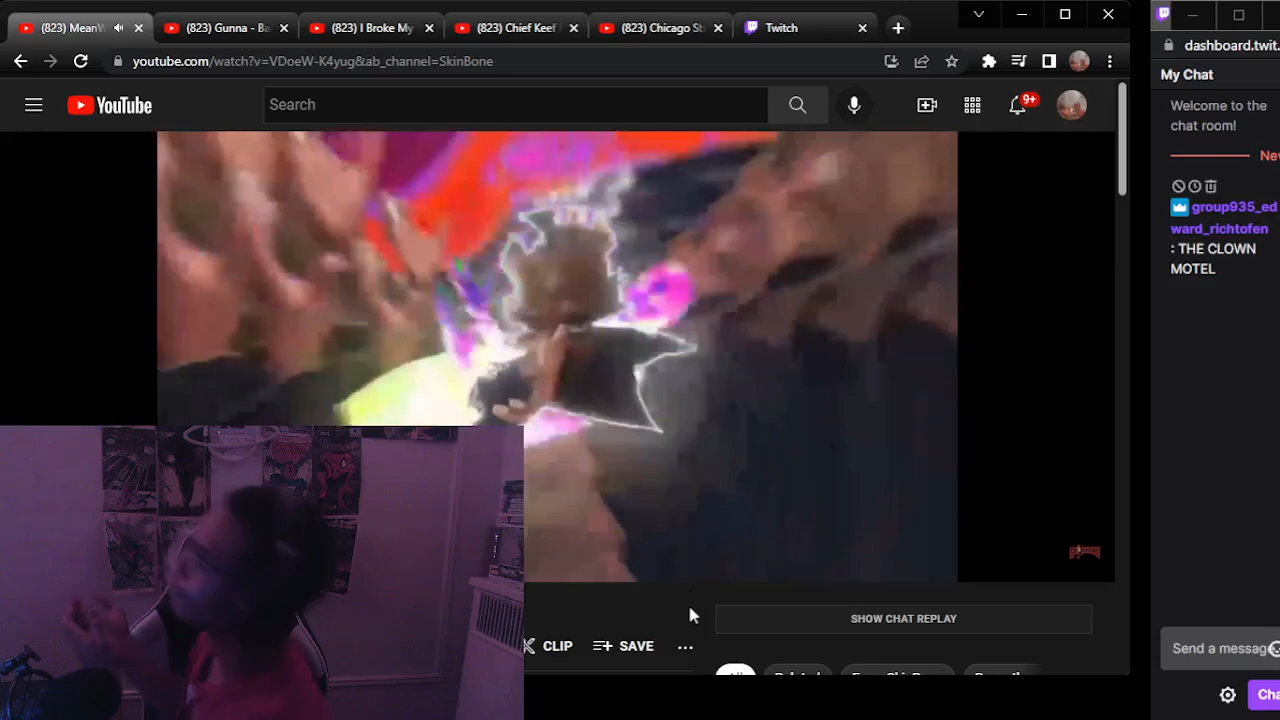 (823) MeanW
(823) Gunna - Ba
(823) I Broke My
(823) Chief Keef
(823) Chicago St
Twitch
youtube.com/watch?v=VDoeW-K4yug&ab_channel=SkinBone
dashboard.twit
YouTube
Search
9+
My Chat
Welcome to the
chat room!
Nev
group935_ed
ward_richtofen
: THE CLOWN
MOTEL
SHOW CHAT REPLAY
CLIP
SAVE
Send a message
Cha